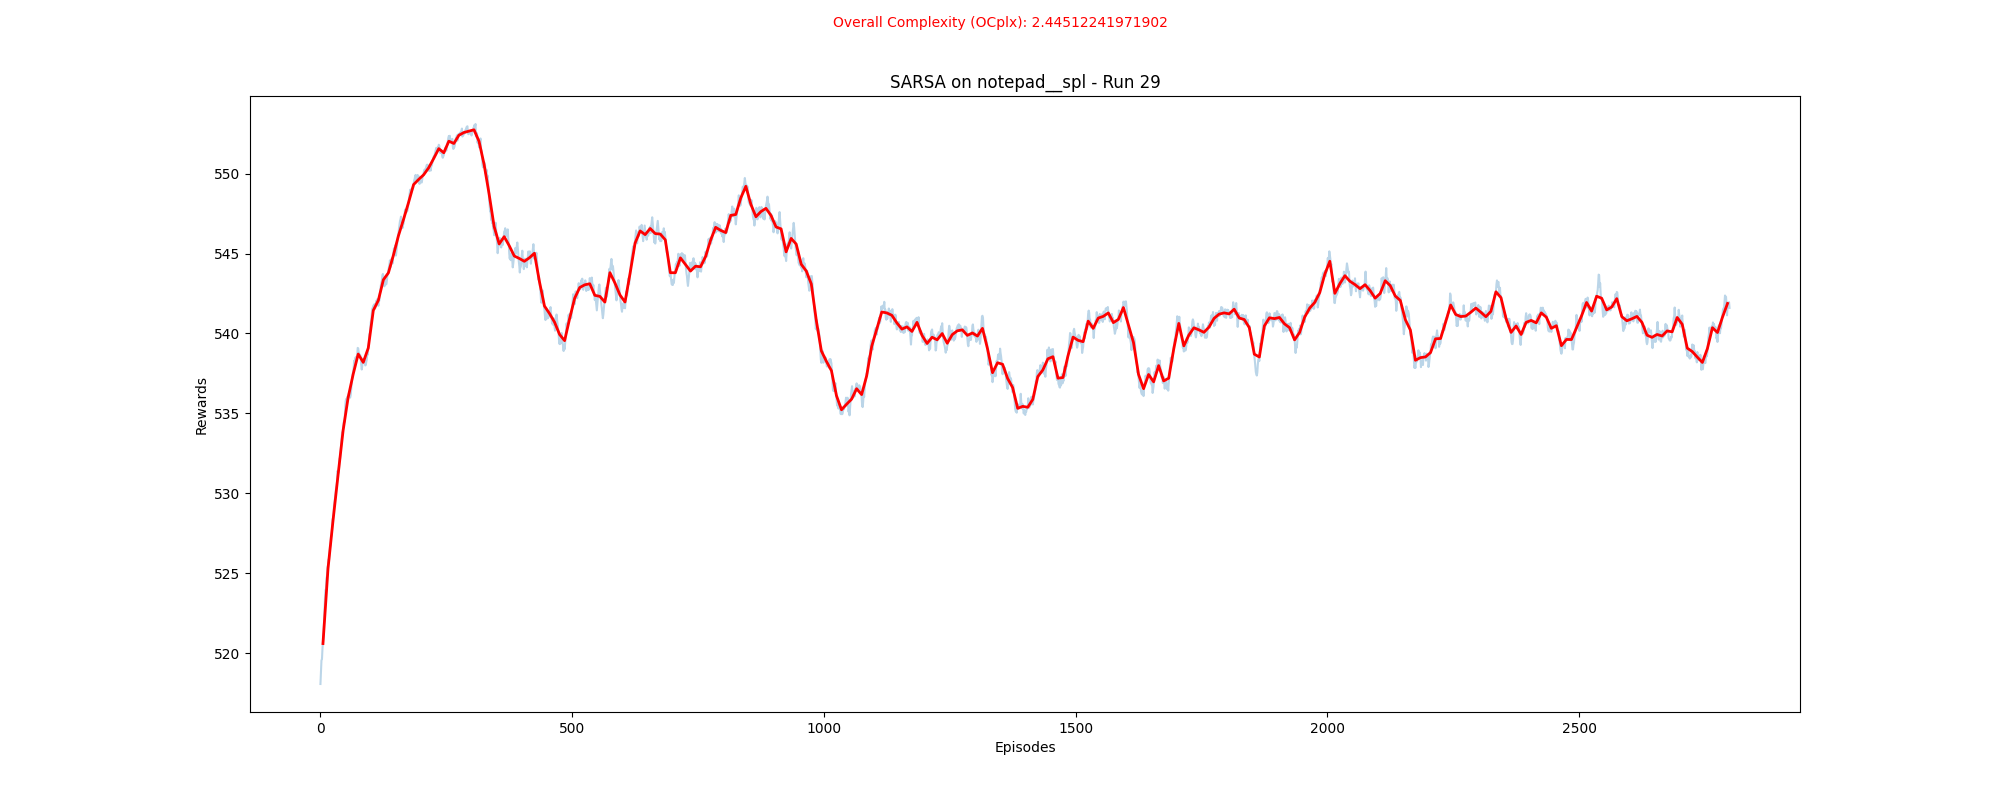 Overall Complexity (OCplx): 2.44512241971902
SARSA on notepad__spl - Run 29
Rewards
550
545
540
535
530
525
520
0 500 1000 1500 2000 2500
Episodes